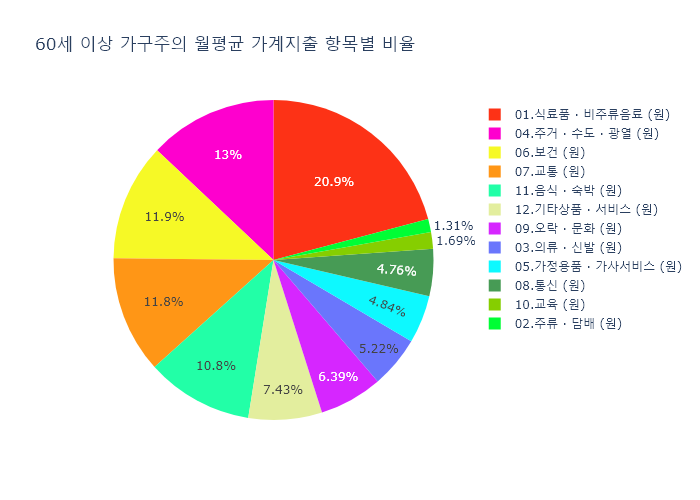 60세 이상 가구주의 월평균 가계지출 항목별 비율
20.9%
13%
11.9%
11.8%
10.8%
7.43%
6.39%
5.22%
4.84%
4.76%
1.69%
1.31%
01.식료품 · 비주류음료 (원)
04.주거 · 수도 · 광열 (원)
06.보건 (원)
07.교통 (원)
11.음식 · 숙박 (원)
12.기타상품 · 서비스 (원)
09.오락 · 문화 (원)
03.의류 · 신발 (원)
05.가정용품 · 가사서비스 (원)
08.통신 (원)
10.교육 (원)
02.주류 · 담배 (원)